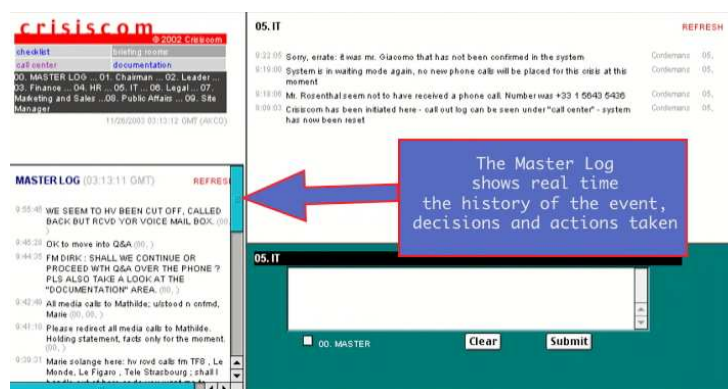 crisiscom
© 2002 Crisiscom
checklist
briefing rooms
call center
documentation
00. MASTER LOG ... 01. Chairman ... 02. Leader ...
03. Finance ... 04. HR ... 05. IT ... 06. Legal ... 07.
Marketing and Sales ... 08. Public Affairs ... 09. Site
Manager
11/26/2003 03:13:12 GMT (AKCO)
MASTER LOG (03:13:11 GMT)
REFRES
9:55:45 WE SEEM TO HV BEEN CUT OFF, CALLED
BACK BUT RCVD YOR VOICE MAIL BOX. (00,
)
9:45:28 OK to move into Q&A (00, )
9:44:35 FM DIRK : SHALL WE CONTINUE OR
PROCEED WTH Q&A OVER THE PHONE ?
PLS ALSO TAKE A LOOK AT THE
"DOCUMENTATION" AREA. (00, )
9:42:49 All media calls to Mathilde; u/stood n cntmd,
Marie (00, 08, )
9:41:10 Please redirect all media calls to Mathilde.
Holding statement, facts only for the moment.
(00, )
9:39:31 Marie solange here: hv rcvd calls fm TF8 , Le
Monde, Le Figaro , Tele Strasbourg ; shall I
05. IT
REFRESH
9:22:05 Sorry, errate: it was mr. Giacomo that has not been confirmed in the system
Cordemans 05,
9:19:00 System is in waiting mode again, no new phone calls will be placed for this crisis at this
moment
Cordemans 05,
9:18:06 Mr. Rosenthal seem not to have received a phone call. Number was +33 1 5643 5436
Cordemans 05,
9:09:03 Crisiscom has been initiated here - call out log can be seen under "call center" - system
has now been reset
Cordemans 05,
The Master Log
shows real time
the history of the event,
decisions and actions taken
05. IT
00. MASTER
Clear
Submit